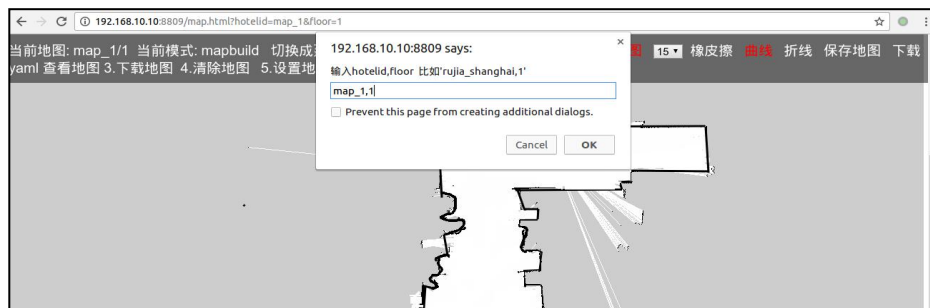 192.168.10.10:8809/map.html?hotelid=map_1&floor=1
当前地图: map_1/1 当前模式: mapbuild 切换成
图 15 橡皮擦 曲线 折线 保存地图 下载
yaml 查看地图 3.下载地图 4.清除地图 5.设置地
192.168.10.10:8809 says:
输入hotelid,floor 比如'rujia_shanghai,1'
map_1,1
Prevent this page from creating additional dialogs.
Cancel OK